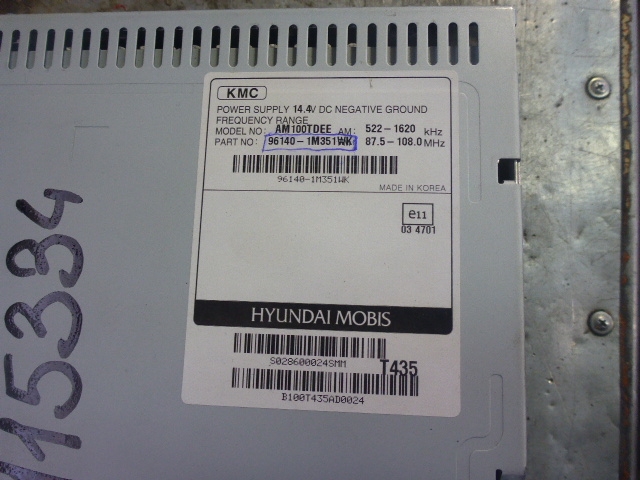 KMC
POWER SUPPLY 14.4V DC NEGATIVE GROUND
FREQUENCY RANGE
MODEL NO: AM100TDEE AM: 522-1620 kHz
PART NO: 96140-1M351WK 87.5-108.0 MHz
96140-1M351WK
MADE IN KOREA
e11
03 4701
HYUNDAI MOBIS
S028600024SMM T435
B100T435AD0024
15394